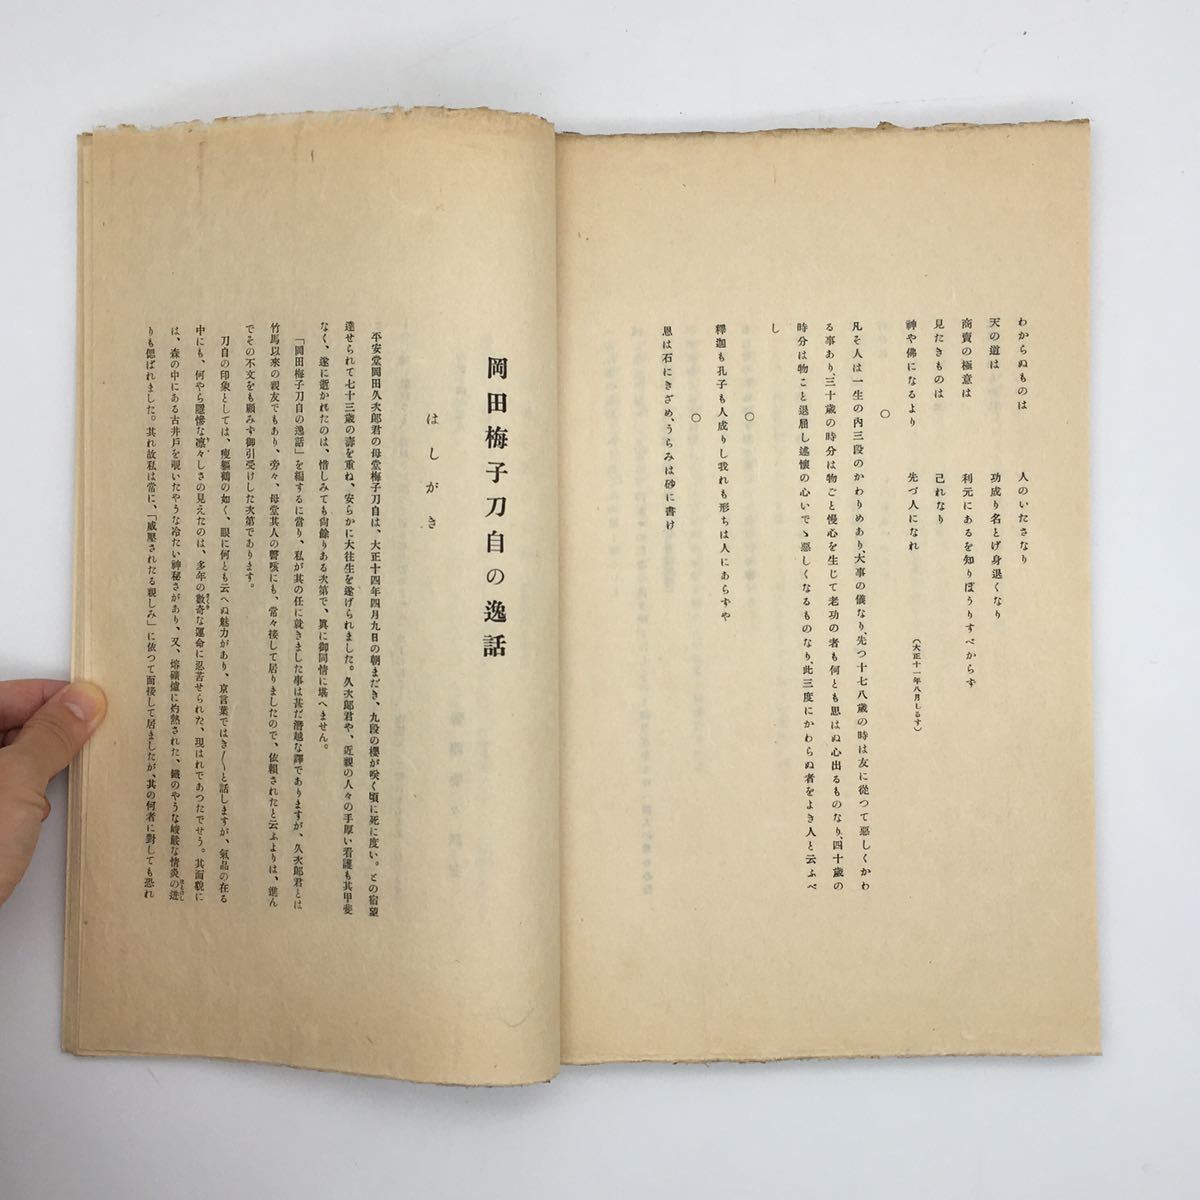 わからぬものは　人のいたさなり
天の道は　功成り名とげ身退くなり
商賣の極意は　利元にあるを知りぼうりすべからす
見たきものは　己れなり
神や佛になるより　先づ人になれ
（大正十一年八月しるす）
○
凡そ人は一生の內三段のかわりめあり、大事の儀なり、先つ十七八歲の時は友に從つて惡しくかわ
る事あり、三十歲の時分は物ごと慢心を生じて老功の者も何とも思はぬ心出るものなり、四十歲の
時分は物こと退屈し述懷の心いでゝ惡しくなるものなり、此三度にかわらぬ者をよき人と云ふべ
し
○
釋迦も孔子も人成りし我れも形ちは人にあらすや
○
恩は石にきざめ、うらみは砂に書け
岡田梅子刀自の逸話
はしがき
平安堂岡田久次郞君の母堂梅子刀自は、大正十四年四月九日の朝まだき、九段の櫻が咲く頃に死に度い。との宿望
達せられて七十三歲の壽を重ね、安らかに大往生を遂げられました。久次郞君や、近親の人々の手厚い看護も其甲斐
なく、遂に逝かれたのは、惜しみても尙餘りある次第で、眞に御同情に堪へません。
「岡田梅子刀自の逸話」を編するに當り、私が其の任に就きました事は甚だ潛越な譯でありますが、久次郞君とは
竹馬以來の親友でもあり、旁々、母堂其人の謦咳にも、常々接して居りましたので、依賴されたと云ふよりは、進ん
でその不文をも顧みす御引受けした次第であります。
刀自の印象としては、瘦軀鶴の如く、眼に何とも云へぬ魅力があり、京言葉ではき〳〵と話しますが、氣品の在る
中にも、何やら陰慘な凛々しさの見えたのは、多年の數奇な運命に忍苦せられた、現はれであつたでせう。其面貌に
は、森の中にある古井戶を覗いたやうな冷たい神秘さがあり、又、熔礦爐に灼熱された、鐵のやうな峻嚴な情炎の迸
りも偲ばれました。其れ故私は常に、「威壓されたる親しみ」に依つて面接して居ましたが、其の何者に對しても恐れ